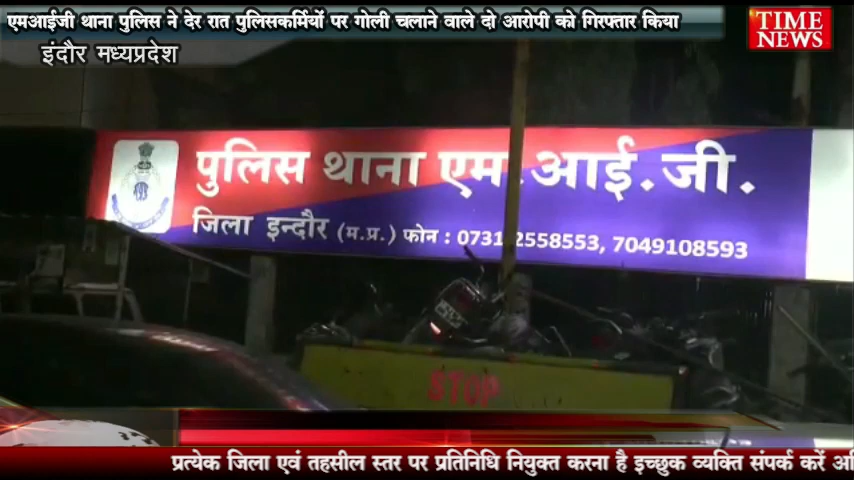 एमआईजी थाना पुलिस ने देर रात पुलिसकर्मियों पर गोली चलाने वाले दो आरोपी को गिरफ्तार किया
TIME
NEWS
इंदौर मध्यप्रदेश
पुलिस थाना एम.आई.जी.
जिला इन्दौर (म.प्र.) फोन : 0731 2558553, 7049108593
STOP
प्रत्येक जिला एवं तहसील स्तर पर प्रतिनिधि नियुक्त करना है इच्छुक व्यक्ति संपर्क करें